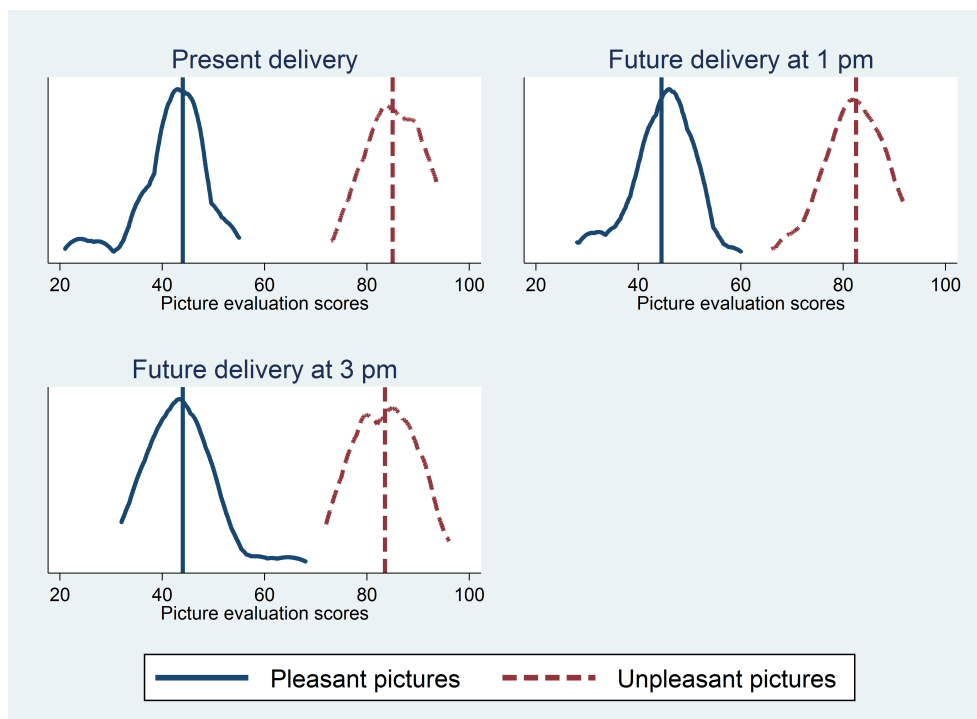 Present delivery
20 40 60 80 100
Picture evaluation scores
Future delivery at 1 pm
20 40 60 80 100
Picture evaluation scores
Future delivery at 3 pm
20 40 60 80 100
Picture evaluation scores
Pleasant pictures Unpleasant pictures